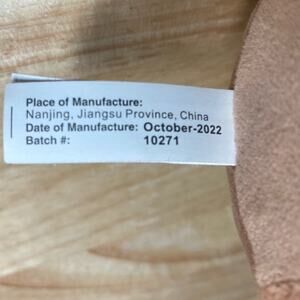 Place of Manufacture:
Nanjing, Jiangsu Province, China
Date of Manufacture: October-2022
Batch #: 10271